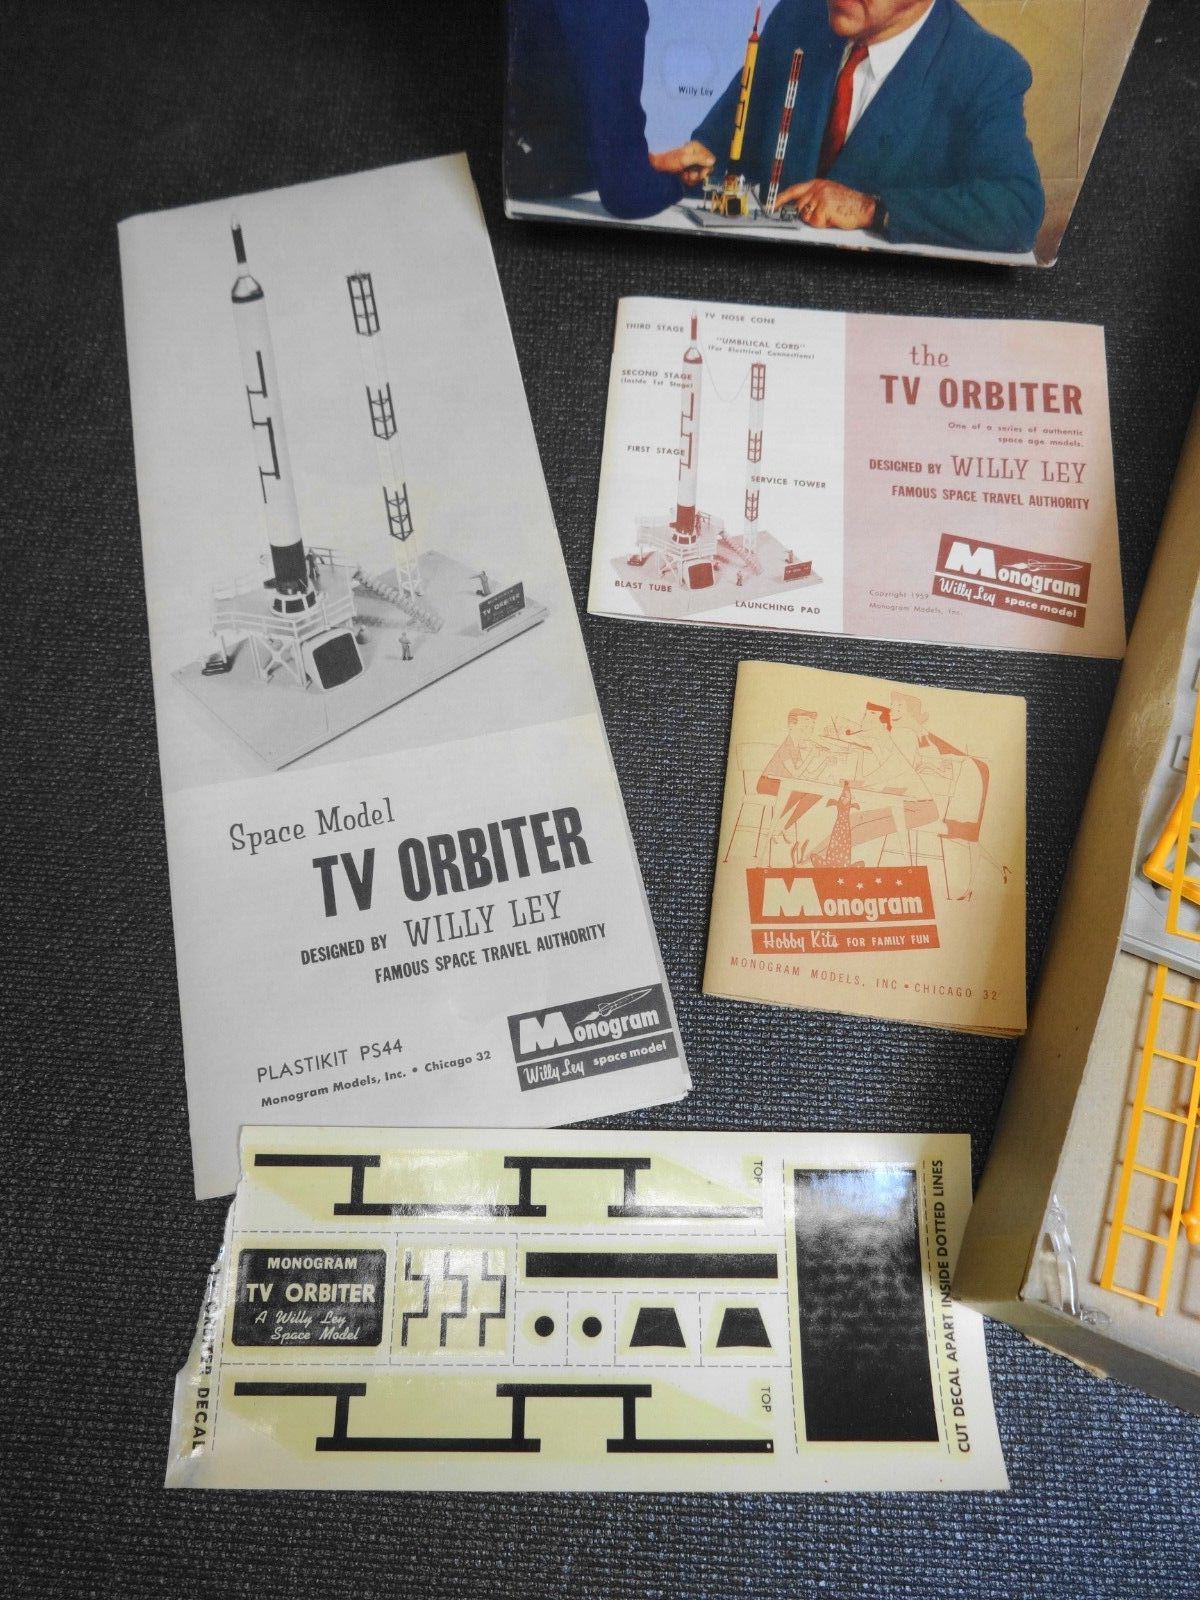 Willy Ley
Space Model
TV ORBITER
DESIGNED BY WILLY LEY
FAMOUS SPACE TRAVEL AUTHORITY
PLASTIKIT PS44
Monogram Models, Inc. • Chicago 32
Monogram
Willy Ley space model
TV ORBITER
TV NOSE CONE
THIRD STAGE
"UMBILICAL CORD"
(For Electrical Connections)
SECOND STAGE
(Inside 1st Stage)
FIRST STAGE
SERVICE TOWER
BLAST TUBE
LAUNCHING PAD
the
TV ORBITER
One of a series of authentic
space age models.
DESIGNED BY WILLY LEY
FAMOUS SPACE TRAVEL AUTHORITY
Copyright 1959
Monogram Models, Inc.
Monogram
Willy Ley space model
Monogram
Hobby Kits FOR FAMILY FUN
MONOGRAM MODELS, INC • CHICAGO 32
TOP
MONOGRAM
TV ORBITER
A Willy Ley
Space Model
TOP
DECAL
CUT DECAL APART INSIDE DOTTED LINES